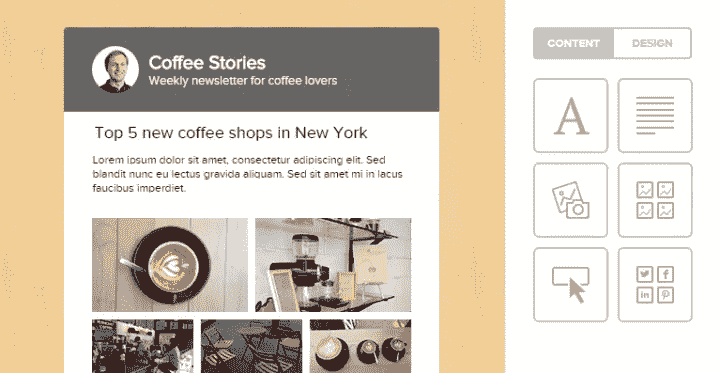 Coffee Stories
Weekly newsletter for coffee lovers
CONTENT
DESIGN
Top 5 new coffee shops in New York
Lorem ipsum dolor sit amet, consectetur adipiscing elit. Sed
blandit nunc eu lectus gravida aliquam. Sed sit amet mi in lacus
faucibus imperdiet.
A